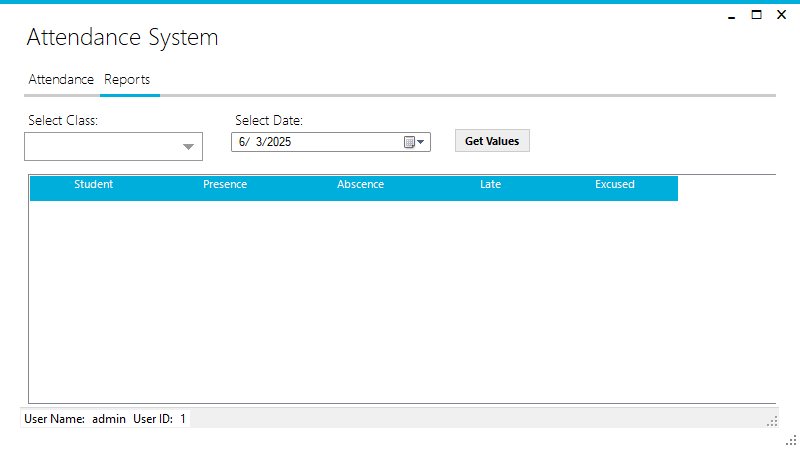 Attendance System
Attendance Reports
Select Class: Select Date:
6/ 3/2025 Get Values
Student Presence Abscence Late Excused
User Name: admin User ID: 1